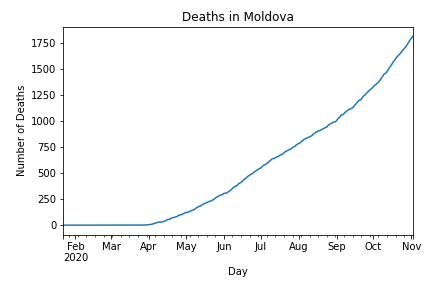 Deaths in Moldova
Number of Deaths
1750
1500
1250
1000
750
500
250
0
Feb Mar Apr May Jun Jul Aug Sep Oct Nov
2020
Day